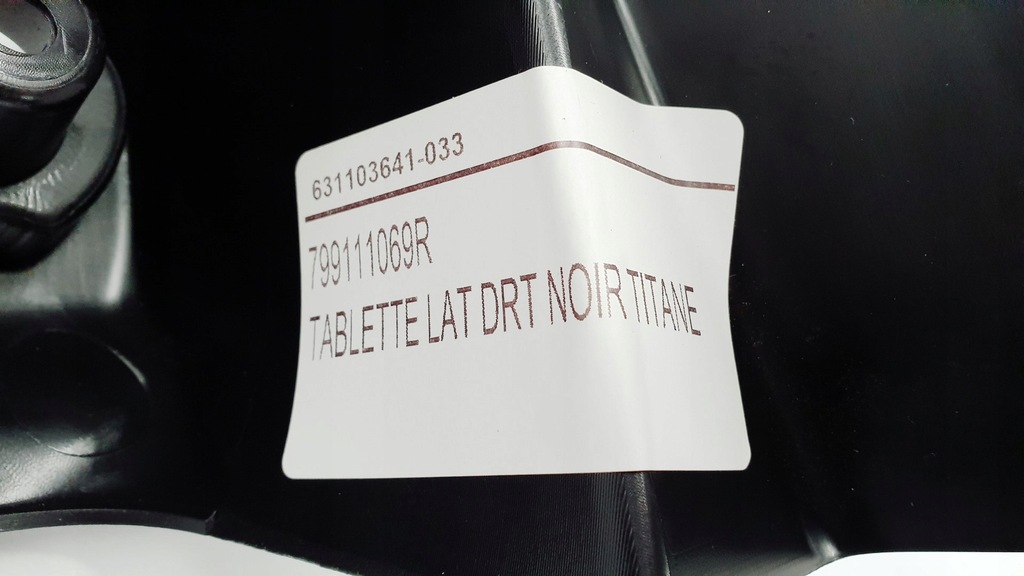 631103641-033
799111069R
TABLETTE LAT DRT NOIR TITANE